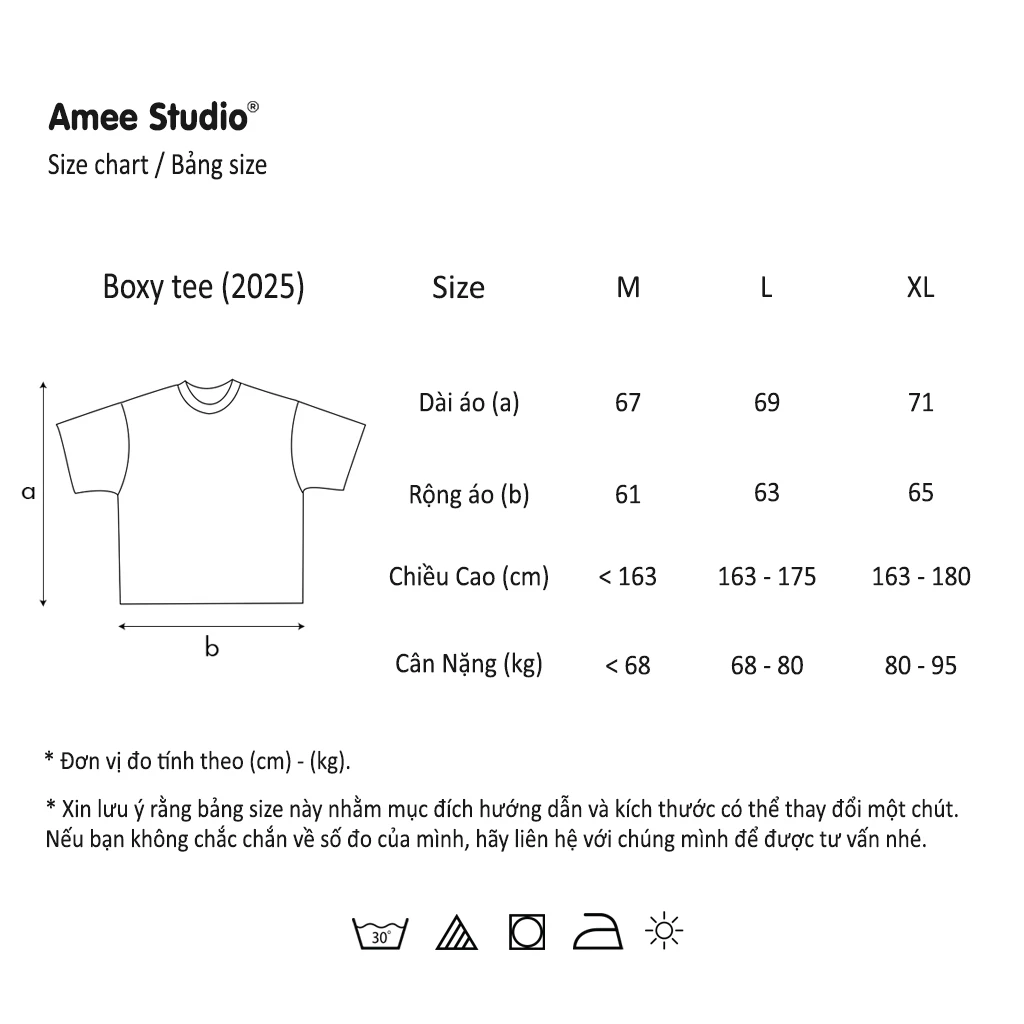 Amee Studio®
Size chart / Bảng size
Boxy tee (2025) Size M L XL
Dài áo (a) 67 69 71
a
Rộng áo (b) 61 63 65
Chiều Cao (cm) < 163 163 - 175 163 - 180
b
Cân Nặng (kg) < 68 68 - 80 80 - 95
* Đơn vị đo tính theo (cm) - (kg).
* Xin lưu ý rằng bảng size này nhằm mục đích hướng dẫn và kích thước có thể thay đổi một chút.
Nếu bạn không chắc chắn về số đo của mình, hãy liên hệ với chúng mình để được tư vấn nhé.
30°